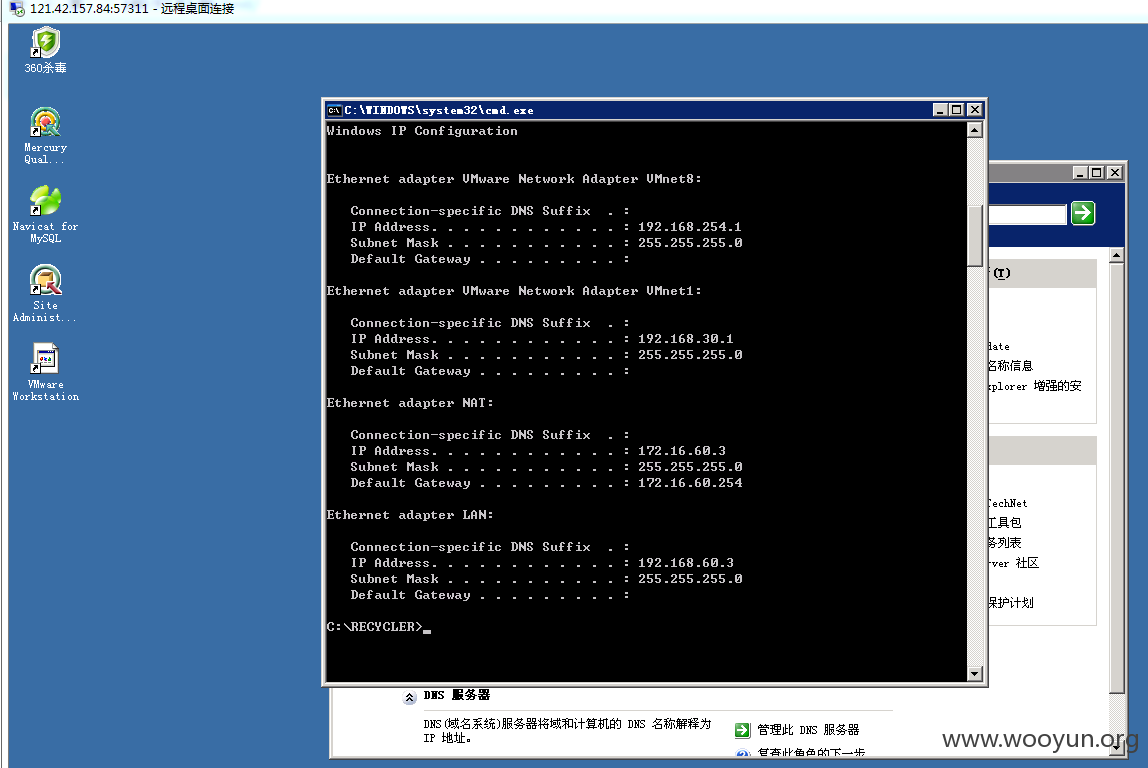 121.42.157.84:57311 - 远程桌面连接
360杀毒
Mercury
Qual...
Navicat for
MySQL
Site
Administ...
VMware
Workstation
C:\WINDOWS\system32\cmd.exe
Windows IP Configuration
Ethernet adapter VMware Network Adapter VMnet8:
Connection-specific DNS Suffix  . :
IP Address. . . . . . . . . . . . : 192.168.254.1
Subnet Mask . . . . . . . . . . . : 255.255.255.0
Default Gateway . . . . . . . . . :
Ethernet adapter VMware Network Adapter VMnet1:
Connection-specific DNS Suffix  . :
IP Address. . . . . . . . . . . . : 192.168.30.1
Subnet Mask . . . . . . . . . . . : 255.255.255.0
Default Gateway . . . . . . . . . :
Ethernet adapter NAT:
Connection-specific DNS Suffix  . :
IP Address. . . . . . . . . . . . : 172.16.60.3
Subnet Mask . . . . . . . . . . . : 255.255.255.0
Default Gateway . . . . . . . . . : 172.16.60.254
Ethernet adapter LAN:
Connection-specific DNS Suffix  . :
IP Address. . . . . . . . . . . . : 192.168.60.3
Subnet Mask . . . . . . . . . . . : 255.255.255.0
Default Gateway . . . . . . . . . :
C:\RECYCLER>_
(T)
date
名称信息
xplorer 增强的安
TechNet
工具包
务列表
rver 社区
保护计划
DNS 服务器
DNS(域名系统)服务器将域和计算机的 DNS 名称解释为
IP 地址。
管理此 DNS 服务器
复查此角色的下一步
www.wooyun.org